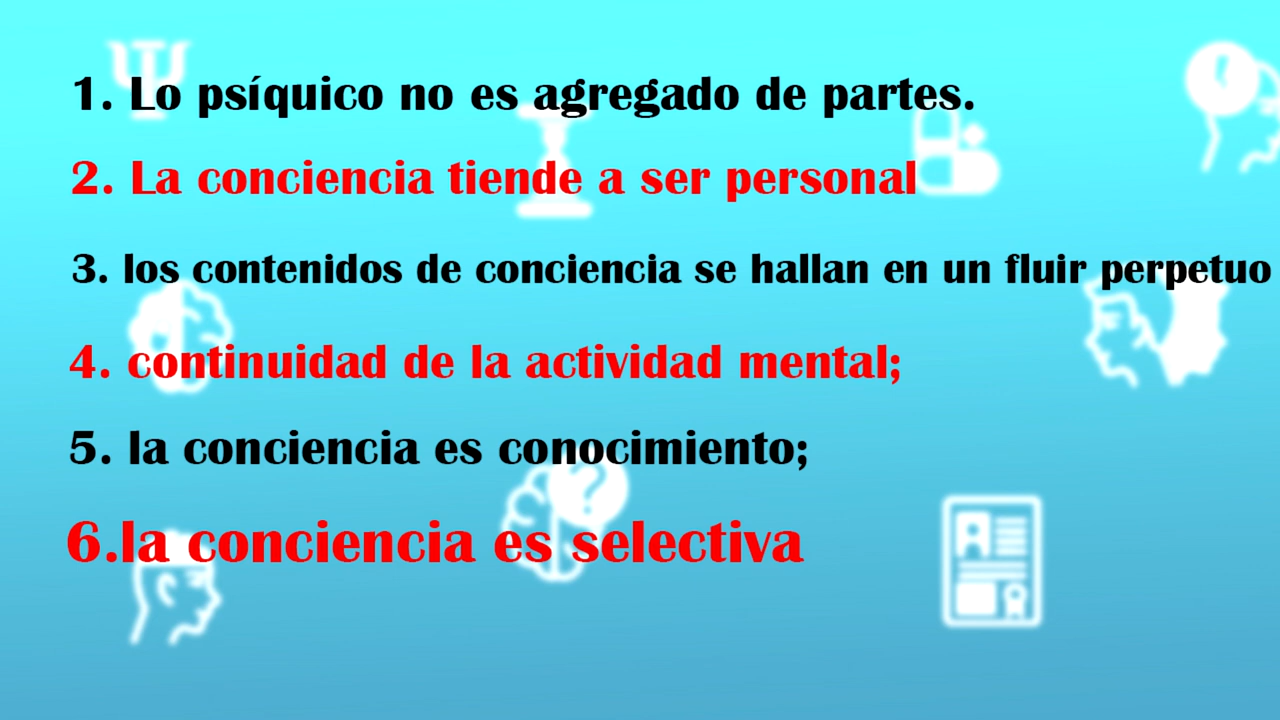 1. Lo psíquico no es agregado de partes.
2. La conciencia tiende a ser personal
3. los contenidos de conciencia se hallan en un fluir perpetuo
4. continuidad de la actividad mental;
5. la conciencia es conocimiento;
6.la conciencia es selectiva